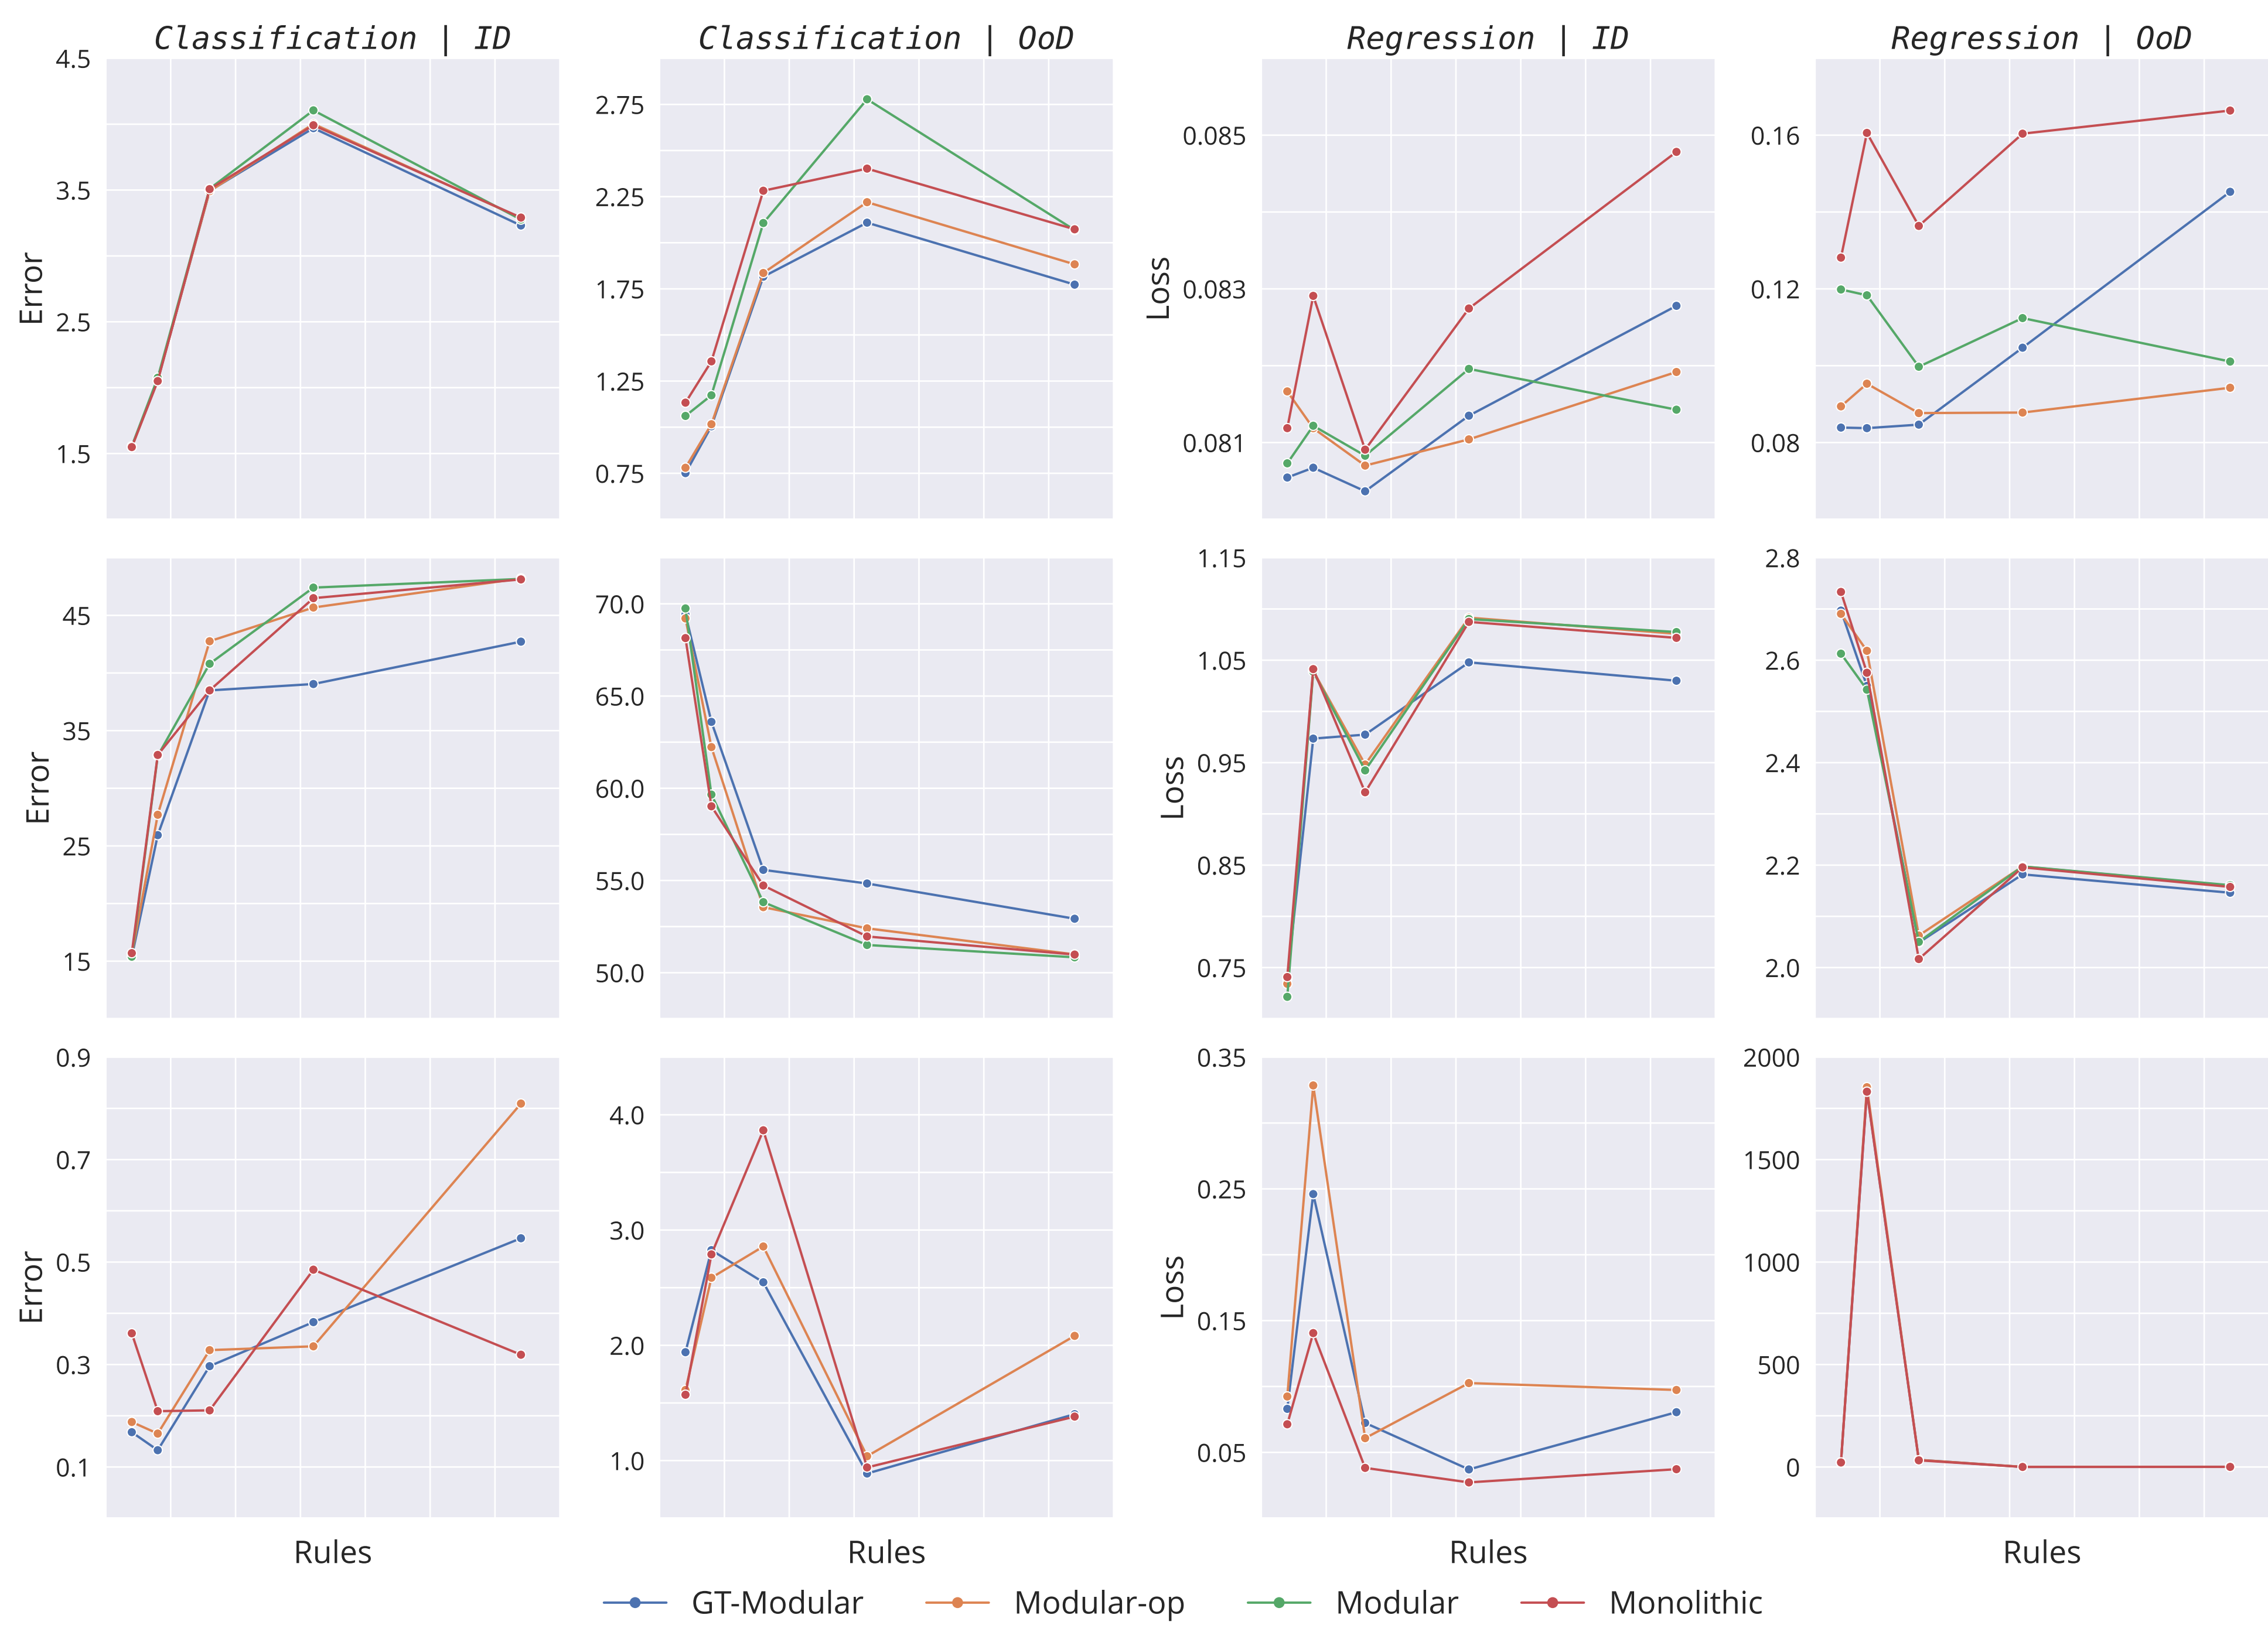 Classification | ID
Classification | OoD
Regression | ID
Regression | OoD
4.5
3.5
2.5
1.5
Error
2.75
2.25
1.75
1.25
0.75
0.085
0.083
0.081
Loss
0.16
0.12
0.08
45
35
25
15
Error
70.0
65.0
60.0
55.0
50.0
1.15
1.05
0.95
0.85
0.75
Loss
2.8
2.6
2.4
2.2
2.0
0.9
0.7
0.5
0.3
0.1
Error
4.0
3.0
2.0
1.0
0.35
0.25
0.15
0.05
Loss
2000
1500
1000
500
0
Rules
Rules
Rules
Rules
GT-Modular
Modular-op
Modular
Monolithic